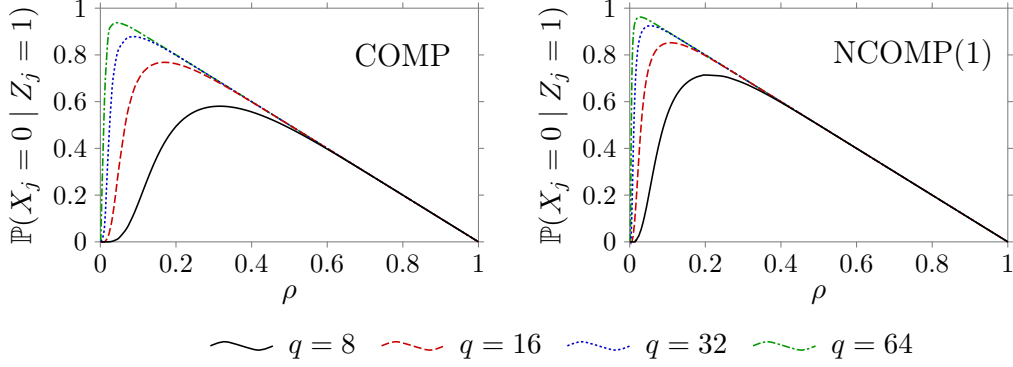 ℙ(X_j = 0 | Z_j = 1)
1
0.8
0.6
0.4
0.2
0
0 0.2 0.4 0.6 0.8 1
ρ
COMP
ℙ(X_j = 0 | Z_j = 1)
1
0.8
0.6
0.4
0.2
0
0 0.2 0.4 0.6 0.8 1
ρ
NCOMP(1)
q = 8 q = 16 q = 32 q = 64